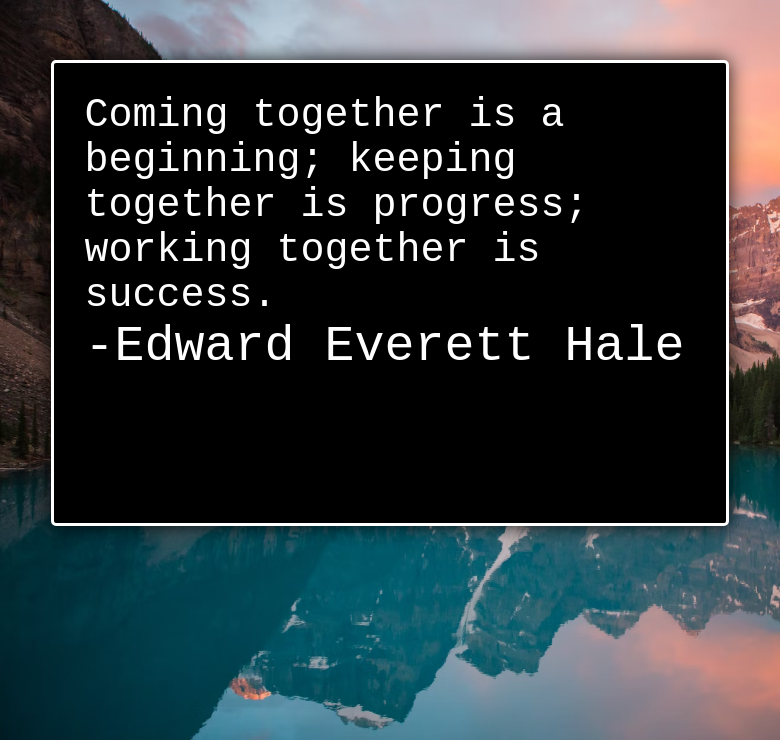 Coming together is a
beginning; keeping
together is progress;
working together is
success.
-Edward Everett Hale